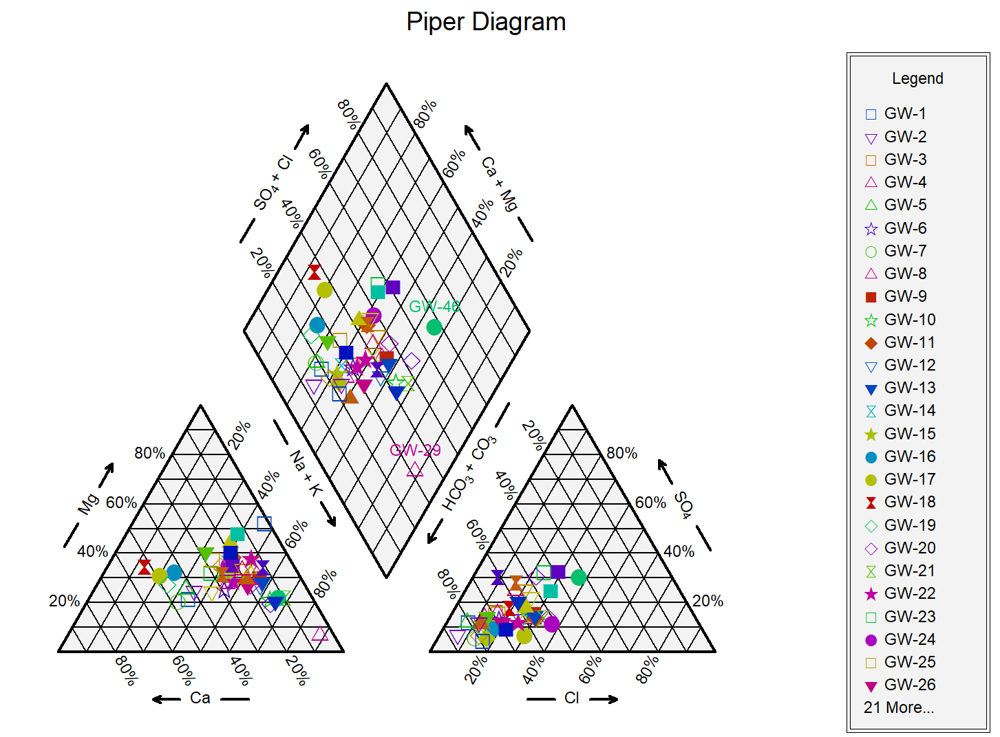 Piper Diagram
80%
60%
40%
20%
SO4 + Cl
80%
60%
40%
20%
Ca + Mg
GW-46
GW-29
Na + K
HCO3 + CO3
80%
60%
40%
20%
Mg
20%
40%
60%
80%
80%
60%
40%
20%
Ca
20%
40%
60%
80%
80%
60%
40%
20%
SO4
20%
40%
60%
80%
Cl
Legend
GW-1
GW-2
GW-3
GW-4
GW-5
GW-6
GW-7
GW-8
GW-9
GW-10
GW-11
GW-12
GW-13
GW-14
GW-15
GW-16
GW-17
GW-18
GW-19
GW-20
GW-21
GW-22
GW-23
GW-24
GW-25
GW-26
21 More...